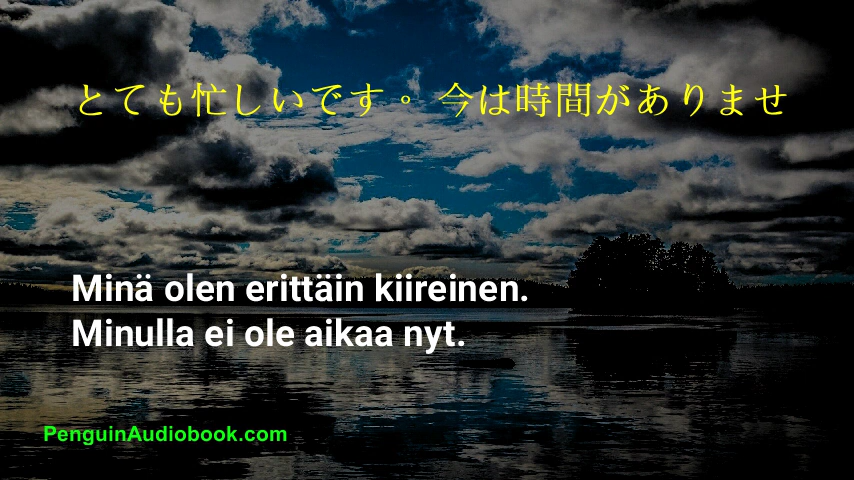 とても忙しいです。 今は時間がありませ
Minä olen erittäin kiireinen.
Minulla ei ole aikaa nyt.
PenguinAudiobook.com